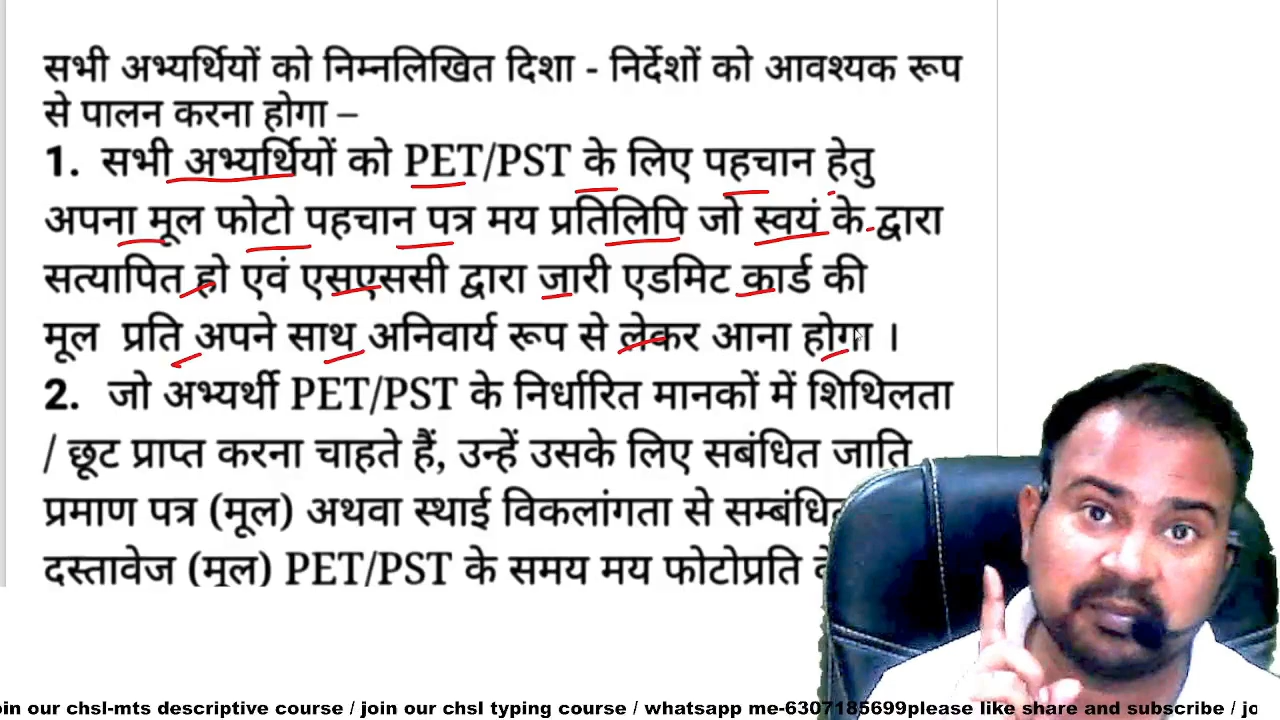 सभी अभ्यर्थियों को निम्नलिखित दिशा - निर्देशों को आवश्यक रूप
से पालन करना होगा –
1. सभी अभ्यर्थियों को PET/PST के लिए पहचान हेतु
अपना मूल फोटो पहचान पत्र मय प्रतिलिपि जो स्वयं के द्वारा
सत्यापित हो एवं एसएससी द्वारा जारी एडमिट कार्ड की
मूल प्रति अपने साथ अनिवार्य रूप से लेकर आना होगा ।
2. जो अभ्यर्थी PET/PST के निर्धारित मानकों में शिथिलता
/ छूट प्राप्त करना चाहते हैं, उन्हें उसके लिए सबंधित जाति
प्रमाण पत्र (मूल) अथवा स्थाई विकलांगता से
दस्तावेज (मूल) PET/PST के समय मय फोटोप्रति
our chsl-mts descriptive course / join our chsl typing course / whatsapp me-6307185699please like share and subscribe /